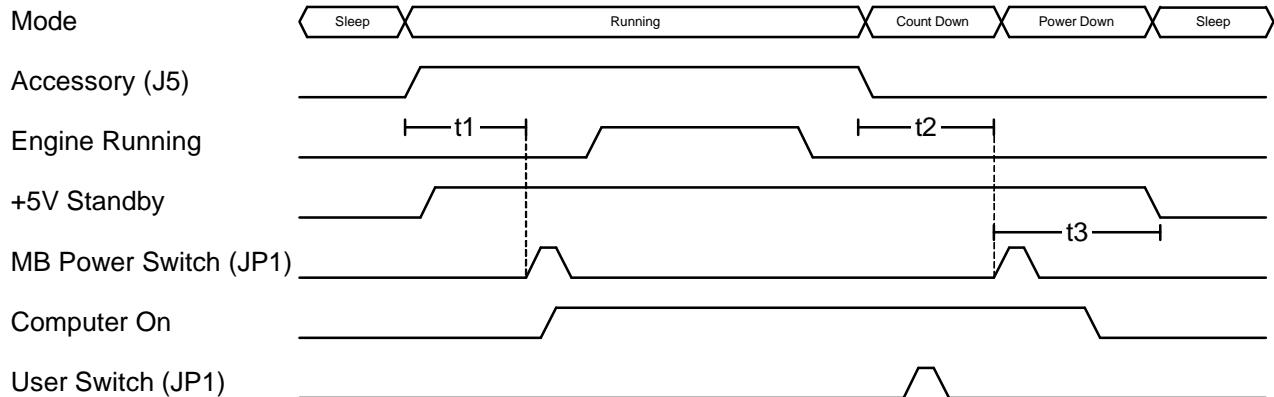 Mode Sleep Running Count Down Power Down Sleep
Accessory (J5)
t1 t2
Engine Running
+5V Standby
t3
MB Power Switch (JP1)
Computer On
User Switch (JP1)